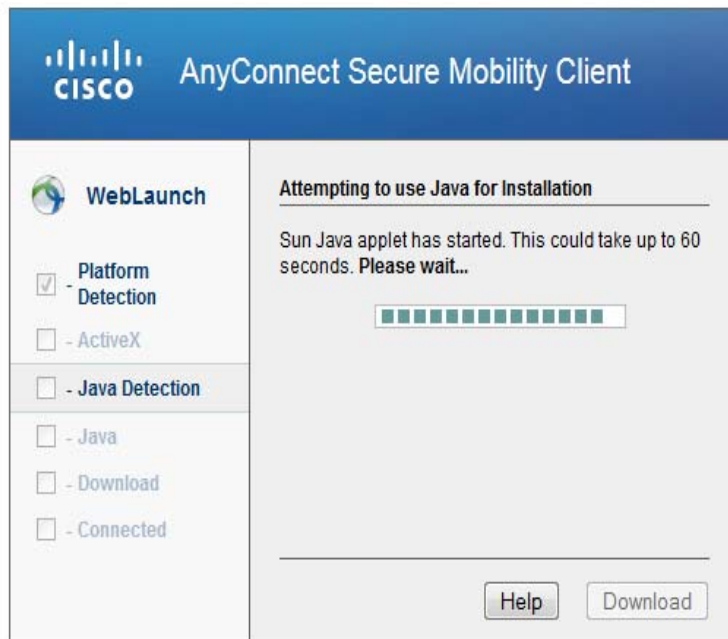 CISCO
AnyConnect Secure Mobility Client
WebLaunch
- Platform
Detection
- ActiveX
- Java Detection
- Java
- Download
- Connected
Attempting to use Java for Installation
Sun Java applet has started. This could take up to 60
seconds. Please wait...
Help
Download